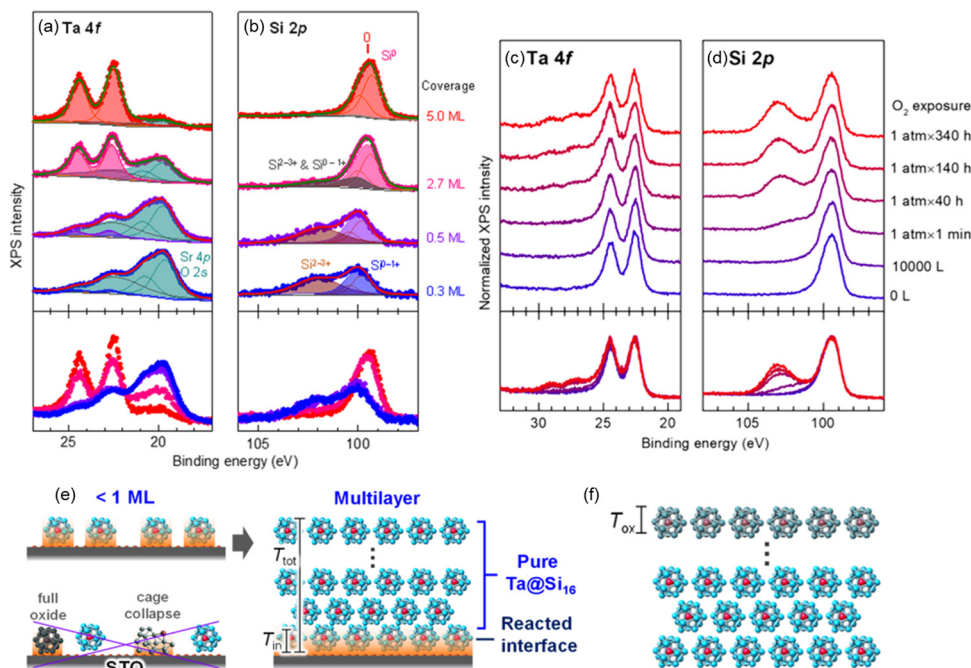 (a) Ta 4f
XPS intensity
Sr 4p
O 2s
25
20
(b) Si 2p
0
Si⁰
Si²⁻³⁺ & Si⁰⁻¹⁺
Si²⁻³⁺
Si⁰⁻¹⁺
106
100
Binding energy (eV)
Coverage
5.0 ML
2.7 ML
0.5 ML
0.3 ML
(c) Ta 4f
Normalized XPS intnsity
30
25
20
(d) Si 2p
106
100
Binding energy (eV)
O₂ exposure
1 atm×340 h
1 atm×140 h
1 atm×40 h
1 atm×1 min
10000 L
0 L
(e)
< 1 ML
full
oxide
cage
collapse
STO
Multilayer
Ttot
Tin
Pure
Ta@Si₁₆
Reacted
interface
(f)
Tox